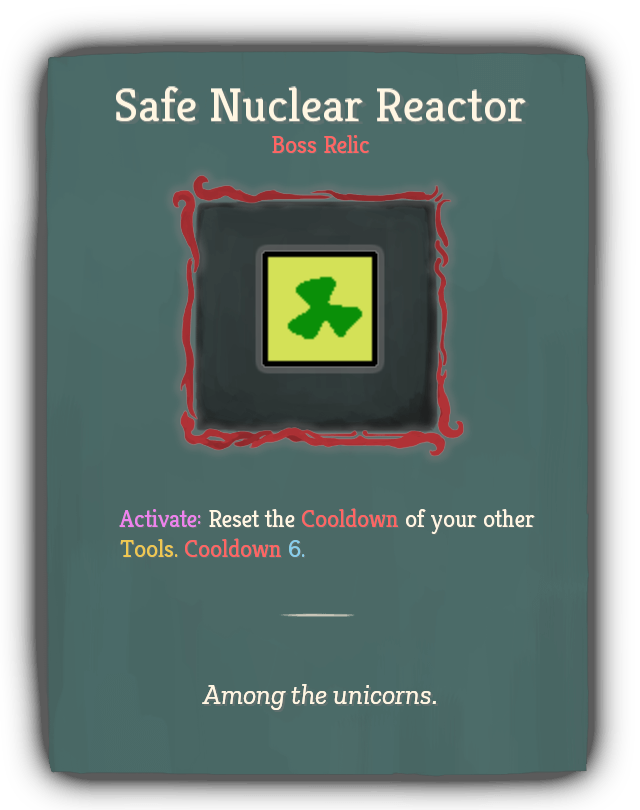 Safe Nuclear Reactor
Boss Relic
Activate: Reset the Cooldown of your other
Tools. Cooldown 6.
Among the unicorns.